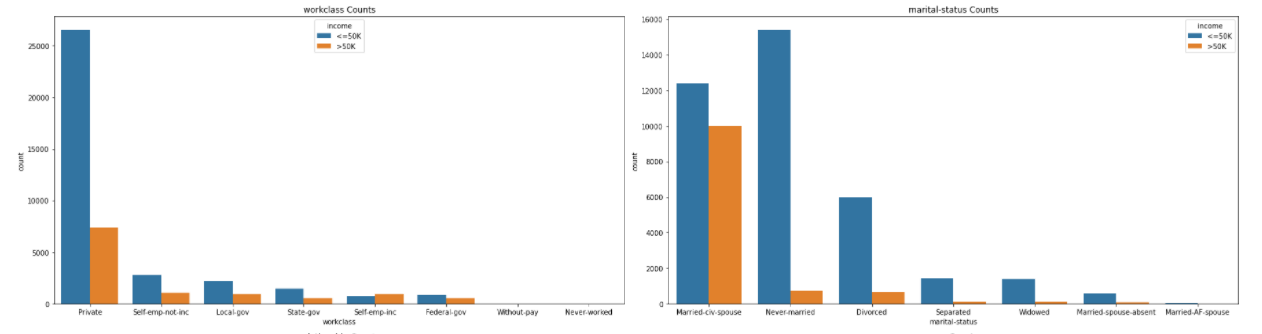 workclass Counts
income
<=50K
>50K
25000
20000
15000
10000
5000
0
count
Private Self-emp-not-inc Local-gov State-gov Self-emp-inc Federal-gov Without-pay Never-worked
workclass
marital-status Counts
income
<=50K
>50K
16000
14000
12000
10000
8000
6000
4000
2000
0
count
Married-civ-spouse Never-married Divorced Separated Widowed Married-spouse-absent Married-AF-spouse
marital-status